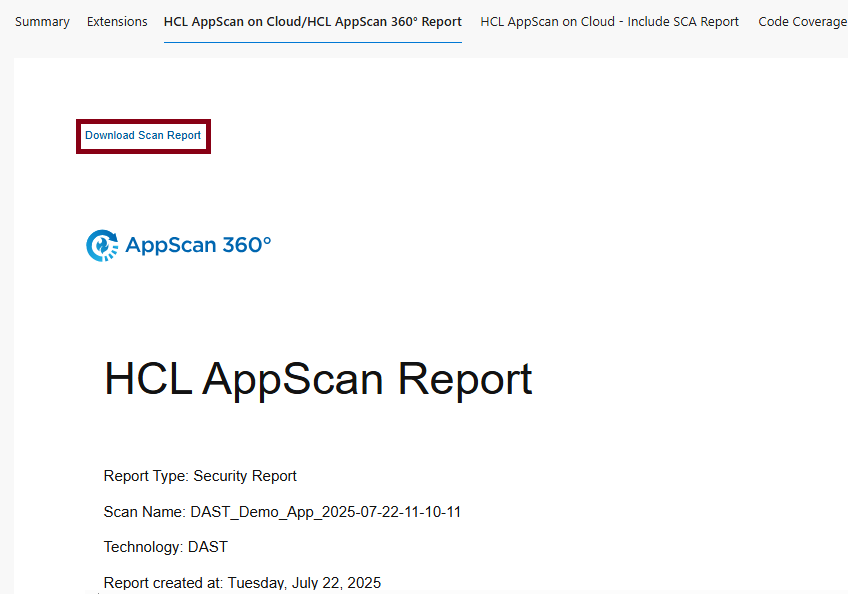 Summary Extensions HCL AppScan on Cloud/HCL AppScan 360° Report HCL AppScan on Cloud - Include SCA Report Code Coverage
Download Scan Report
AppScan 360°
HCL AppScan Report
Report Type: Security Report
Scan Name: DAST_Demo_App_2025-07-22-11-10-11
Technology: DAST
Report created at: Tuesday, July 22, 2025